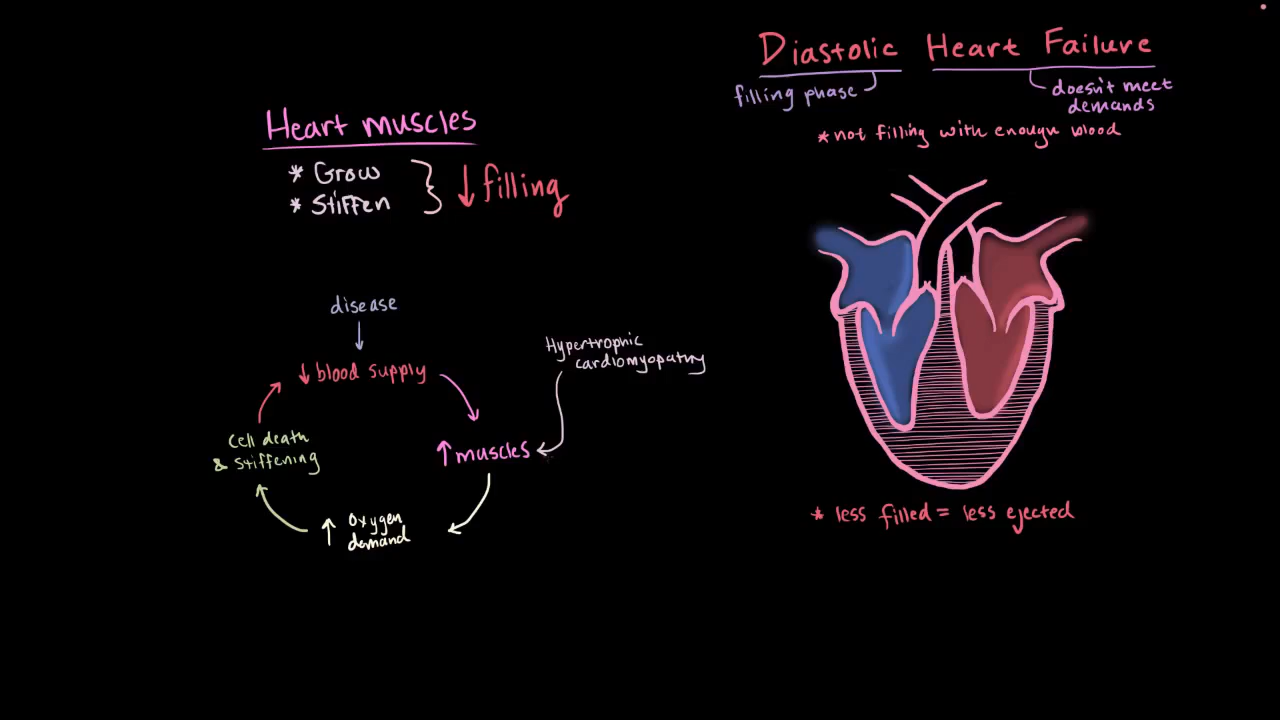 Diastolic Heart Failure
filling phase
doesn't meet
demands
*not filling with enough blood
Heart muscles
* Grow
* Stiffen
↓ filling
disease
↓ blood supply
Hypertrophic
cardiomyopathy
↑ muscles
cell death
& stiffening
↑ oxygen
demand
* less filled = less ejected